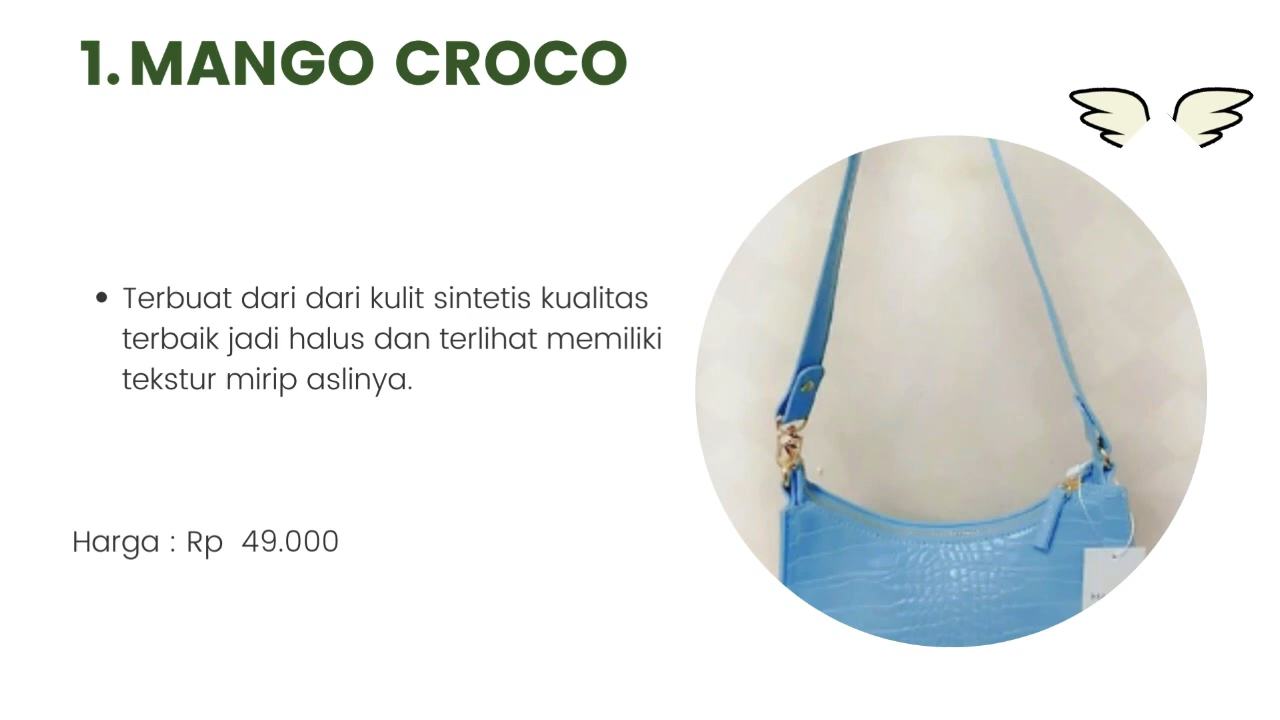 1. MANGO CROCO
• Terbuat dari dari kulit sintetis kualitas
terbaik jadi halus dan terlihat memiliki
tekstur mirip aslinya.
Harga : Rp 49.000